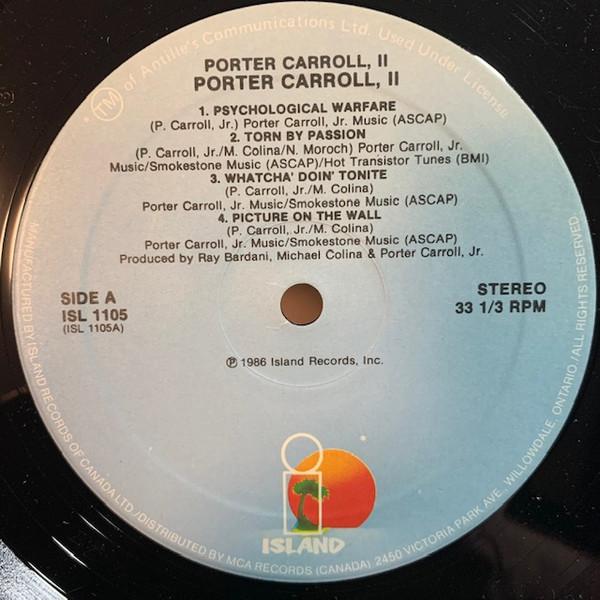 TM of Antille's Communications Ltd. Used Under License
PORTER CARROLL, II
PORTER CARROLL, II
1. PSYCHOLOGICAL WARFARE
(P. Carroll, Jr.) Porter Carroll, Jr. Music (ASCAP)
2. TORN BY PASSION
(P. Carroll, Jr./M. Colina/N. Moroch) Porter Carroll, Jr.
Music/Smokestone Music (ASCAP)/Hot Transistor Tunes (BMI)
3. WHATCHA' DOIN' TONITE
(P. Carroll, Jr./M. Colina)
Porter Carroll, Jr. Music/Smokestone Music (ASCAP)
4. PICTURE ON THE WALL
(P. Carroll, Jr./M. Colina)
Porter Carroll, Jr. Music/Smokestone Music (ASCAP)
Produced by Ray Bardani, Michael Colina & Porter Carroll, Jr.
SIDE A
ISL 1105
(ISL 1105A)
STEREO
33 1/3 RPM
℗ 1986 Island Records, Inc.
i
ISLAND
MANUFACTURED BY ISLAND RECORDS OF CANADA LTD./DISTRIBUTED BY MCA RECORDS (CANADA) 2450 VICTORIA PARK AVE. WILLOWDALE, ONTARIO./ALL RIGHTS RESERVED